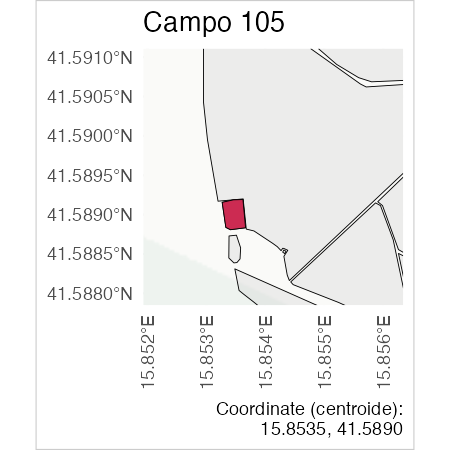 Campo 105
41.5910°N
41.5905°N
41.5900°N
41.5895°N
41.5890°N
41.5885°N
41.5880°N
15.852°E
15.853°E
15.854°E
15.855°E
15.856°E
Coordinate (centroide):
15.8535, 41.5890